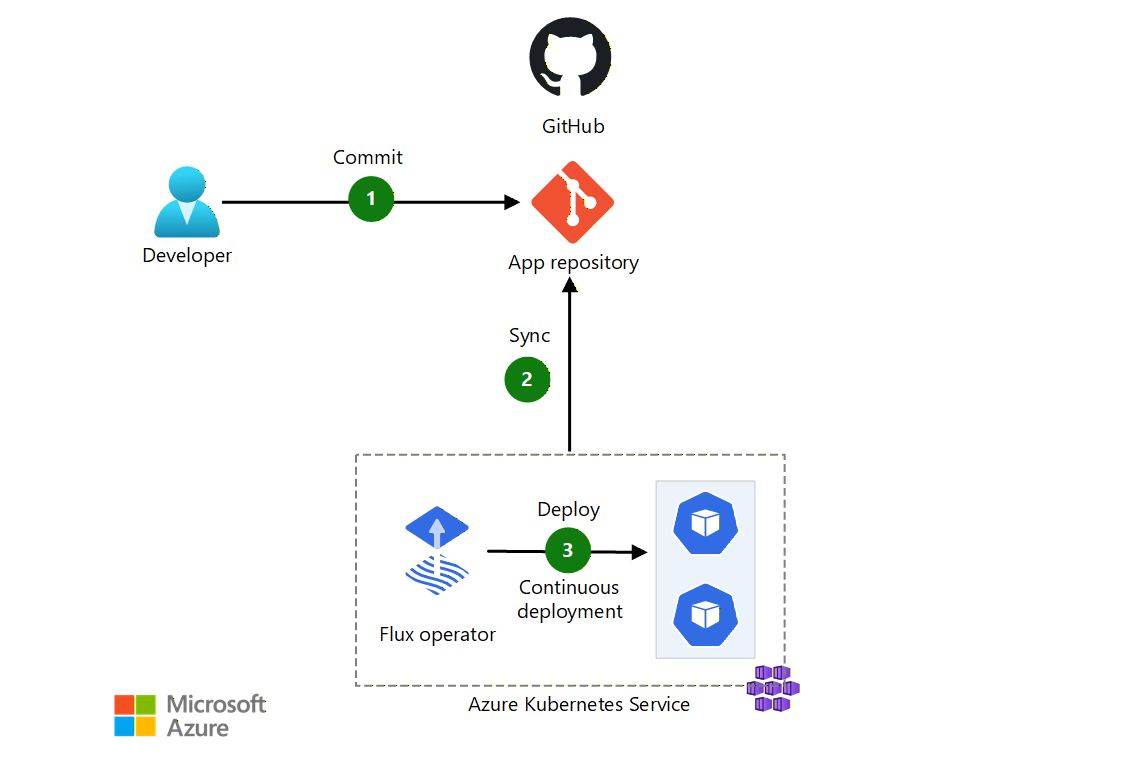 GitHub
Commit
1
Developer
App repository
Sync
2
Deploy
3
Continuous
deployment
Flux operator
Azure Kubernetes Service
Microsoft
Azure